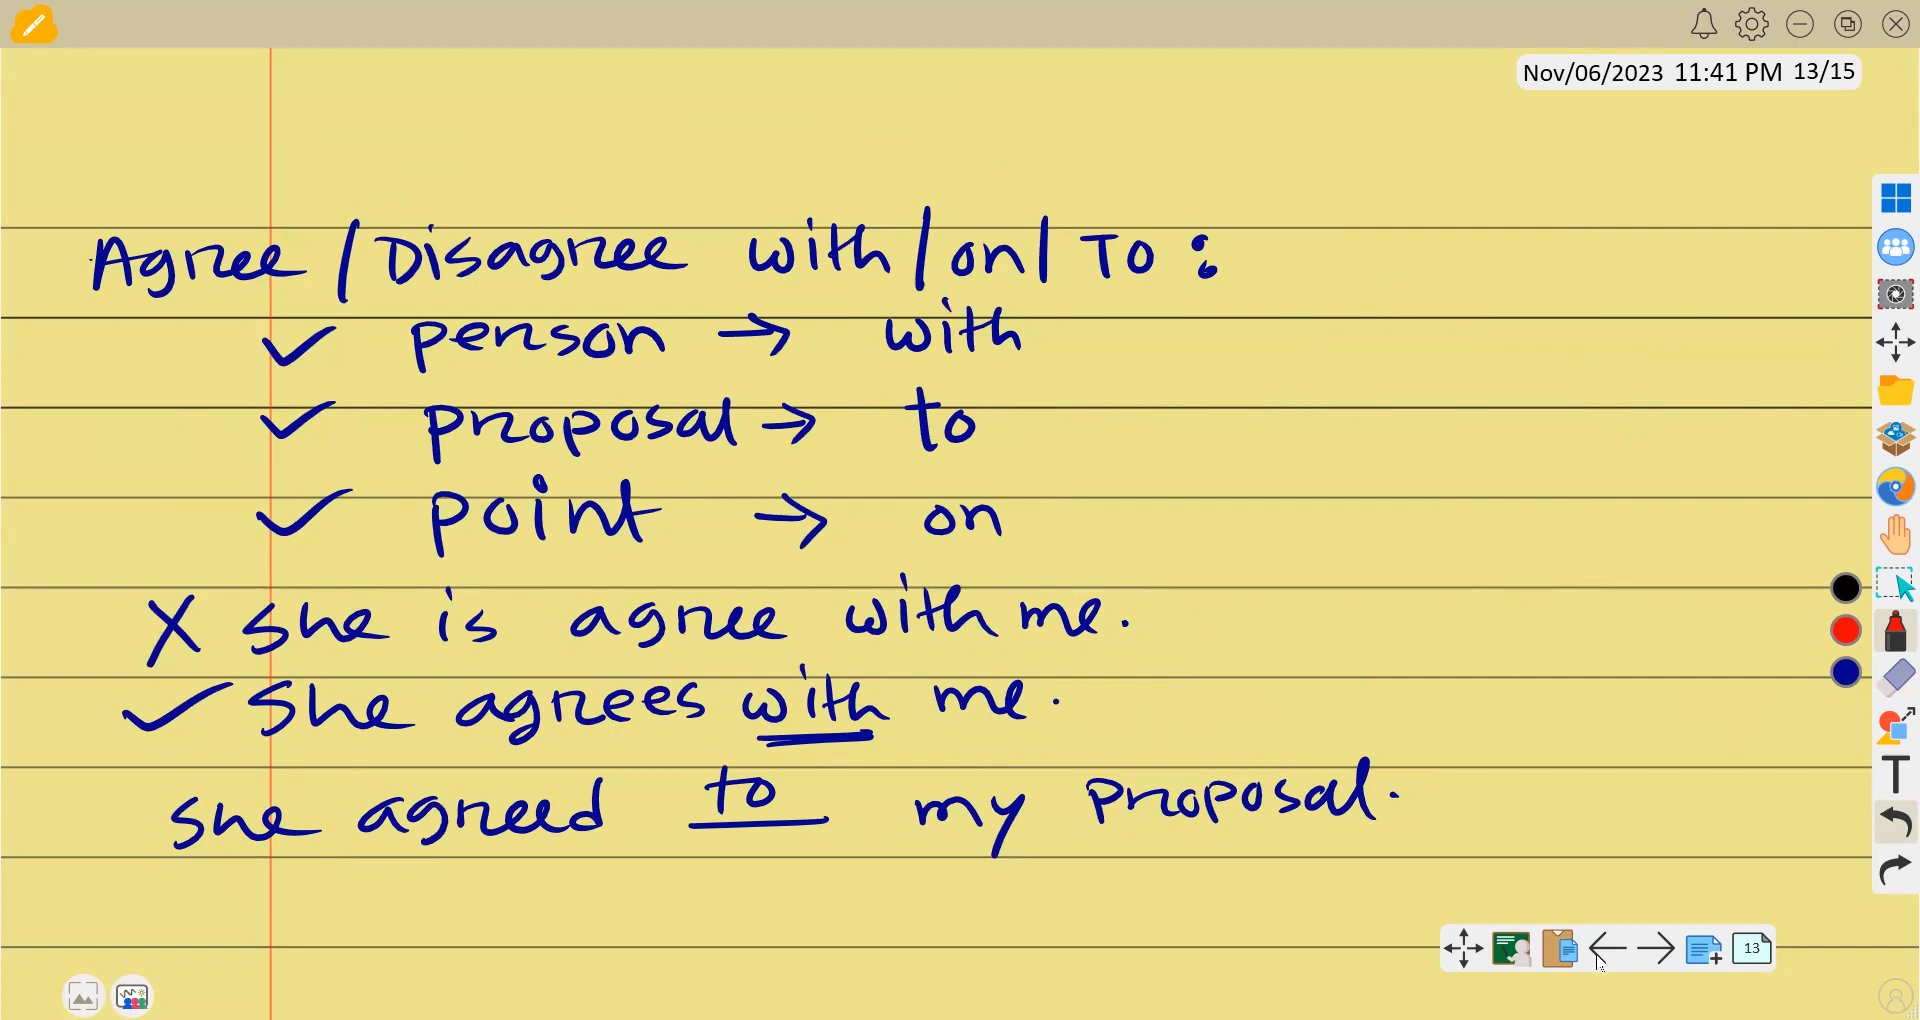 Nov/06/2023 11:41 PM 13/15
Agree / Disagree with / on / To :
✓ person → with
✓ proposal → to
✓ point → on
X She is agree with me.
✓ She agrees with me.
She agreed to my proposal.
T
13